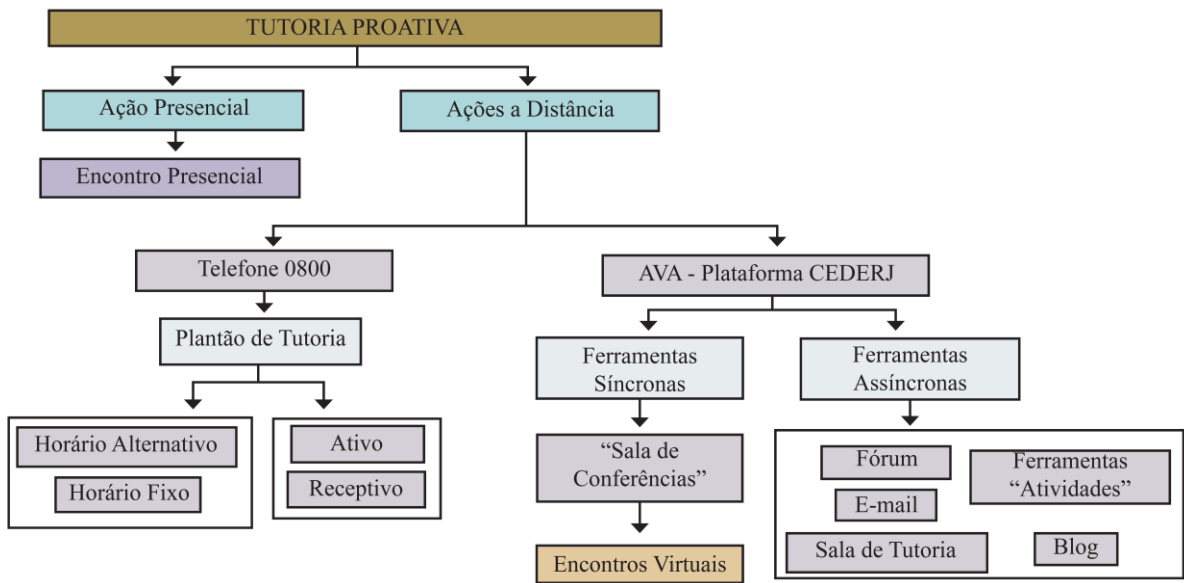 TUTORIA PROATIVA
Ação Presencial
Ações a Distância
Encontro Presencial
Telefone 0800
AVA - Plataforma CEDERJ
Plantão de Tutoria
Ferramentas
Síncronas
Ferramentas
Assíncronas
Horário Alternativo
Horário Fixo
Ativo
Receptivo
“Sala de
Conferências”
Fórum
Ferramentas
“Atividades”
E-mail
Sala de Tutoria
Blog
Encontros Virtuais